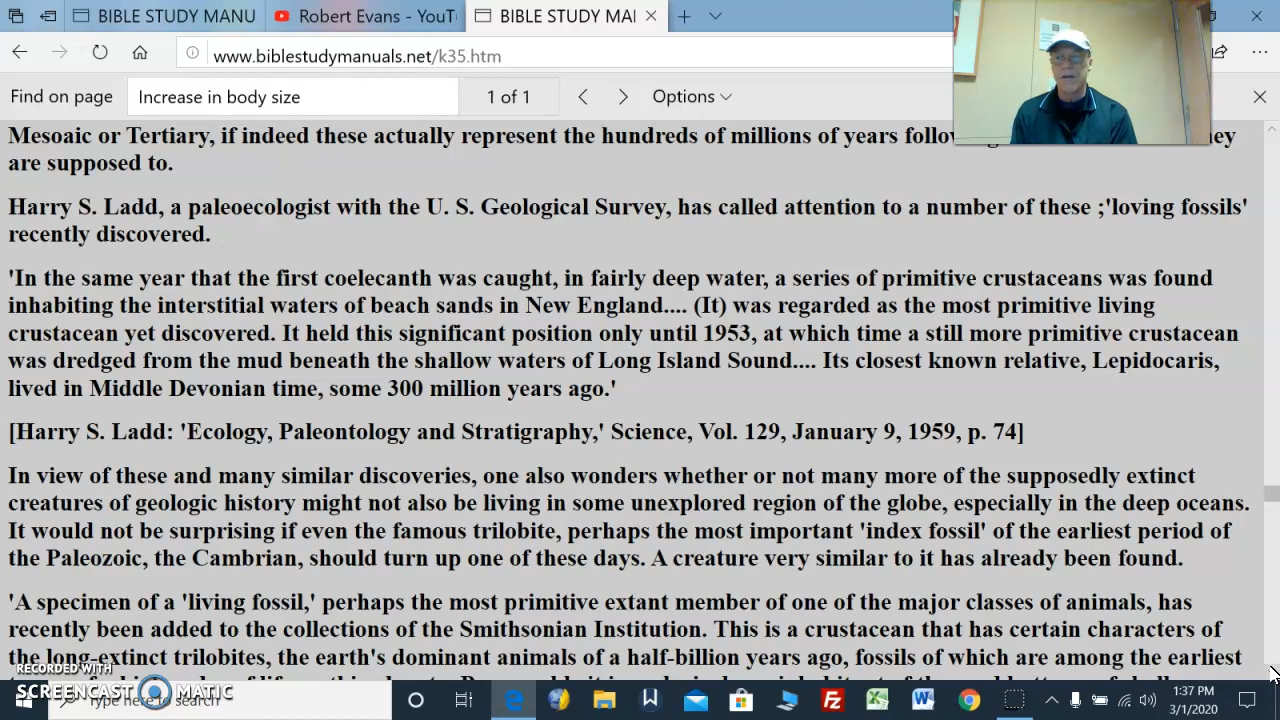 BIBLE STUDY MANU
Robert Evans - YouT
BIBLE STUDY MAI
www.biblestudymanuals.net/k35.htm
Find on page
Increase in body size
1 of 1
Options
Mesoaic or Tertiary, if indeed these actually represent the hundreds of millions of years
are supposed to.
Harry S. Ladd, a paleoecologist with the U. S. Geological Survey, has called attention to a number of these ;'loving fossils'
recently discovered.
'In the same year that the first coelecanth was caught, in fairly deep water, a series of primitive crustaceans was found
inhabiting the interstitial waters of beach sands in New England.... (It) was regarded as the most primitive living
crustacean yet discovered. It held this significant position only until 1953, at which time a still more primitive crustacean
was dredged from the mud beneath the shallow waters of Long Island Sound.... Its closest known relative, Lepidocaris,
lived in Middle Devonian time, some 300 million years ago.'
[Harry S. Ladd: 'Ecology, Paleontology and Stratigraphy,' Science, Vol. 129, January 9, 1959, p. 74]
In view of these and many similar discoveries, one also wonders whether or not many more of the supposedly extinct
creatures of geologic history might not also be living in some unexplored region of the globe, especially in the deep oceans.
It would not be surprising if even the famous trilobite, perhaps the most important 'index fossil' of the earliest period of
the Paleozoic, the Cambrian, should turn up one of these days. A creature very similar to it has already been found.
'A specimen of a 'living fossil,' perhaps the most primitive extant member of one of the major classes of animals, has
recently been added to the collections of the Smithsonian Institution. This is a crustacean that has certain characters of
the long-extinct trilobites, the earth's dominant animals of a half-billion years ago, fossils of which are among the earliest
RECORDED WITH
SCREENCAST MATIC
Type here to search
1:37 PM
3/1/2020